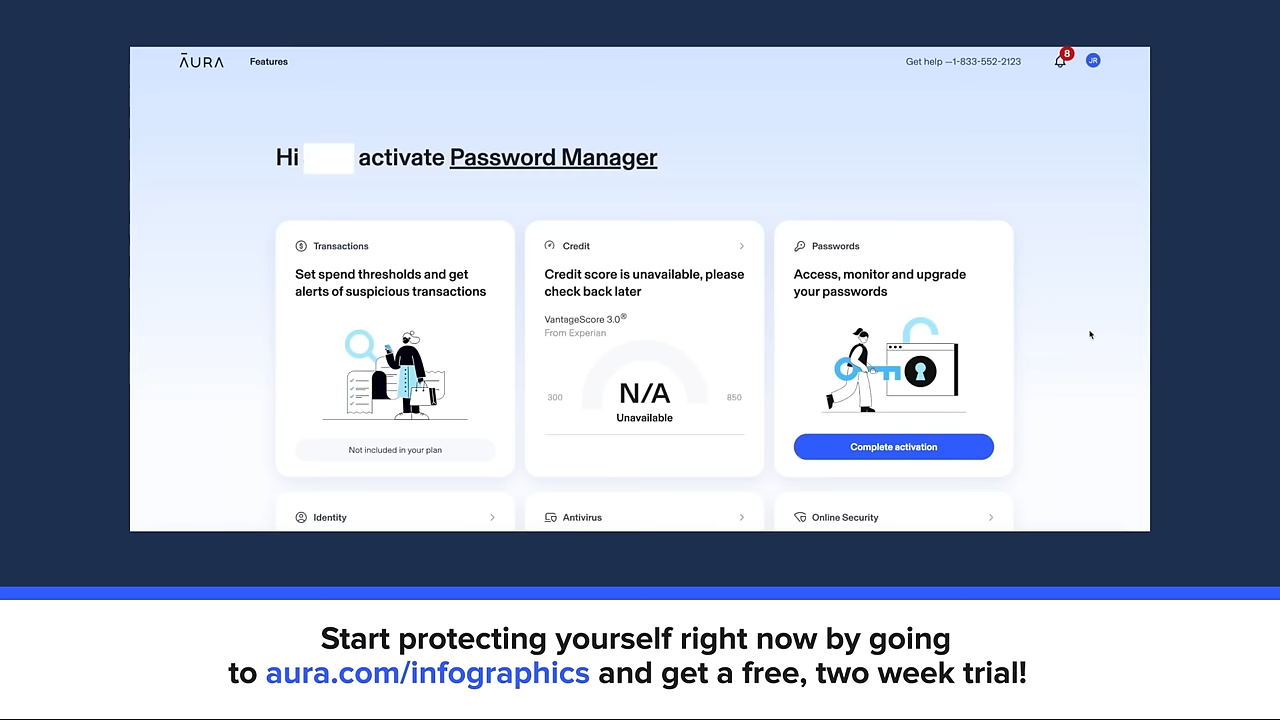 ĀURA
Features
Get help —1-833-552-2123
8
JR
Hi activate Password Manager
Transactions
Set spend thresholds and get
alerts of suspicious transactions
Not included in your plan
Credit
Credit score is unavailable, please
check back later
VantageScore 3.0®
From Experian
300
N/A
850
Unavailable
Passwords
Access, monitor and upgrade
your passwords
Complete activation
Identity
Antivirus
Online Security
Start protecting yourself right now by going
to aura.com/infographics and get a free, two week trial!